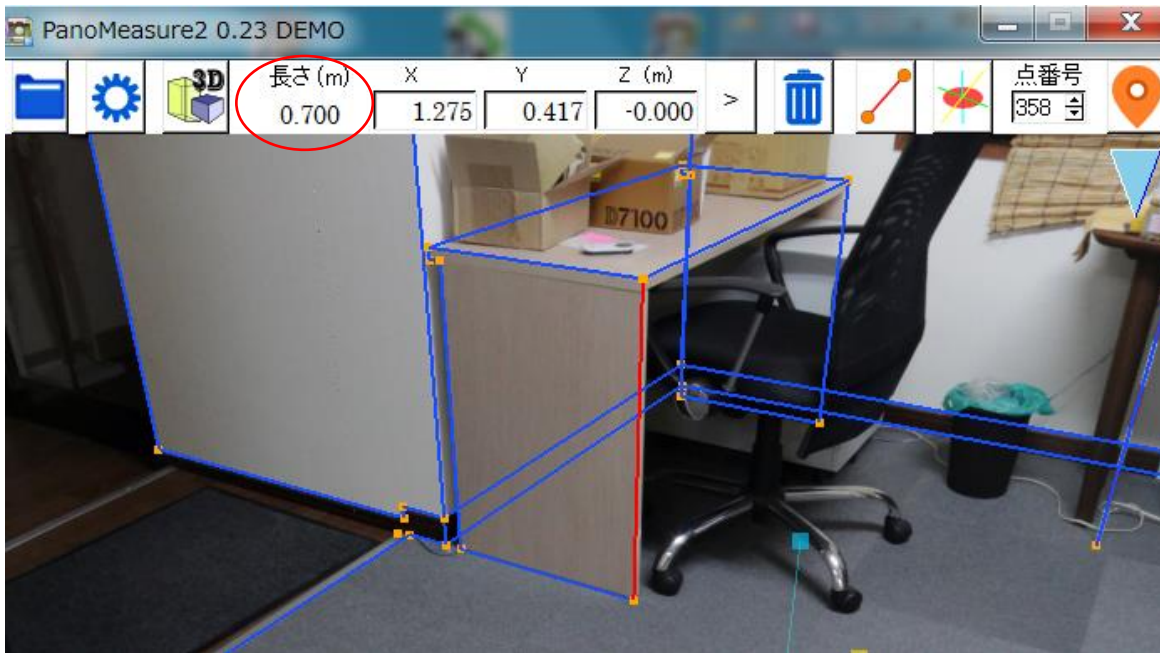 PanoMeasure2 0.23 DEMO
長さ(m) X Y Z (m) 点番号
0.700 1.275 0.417 -0.000 > 358
3D
D7100